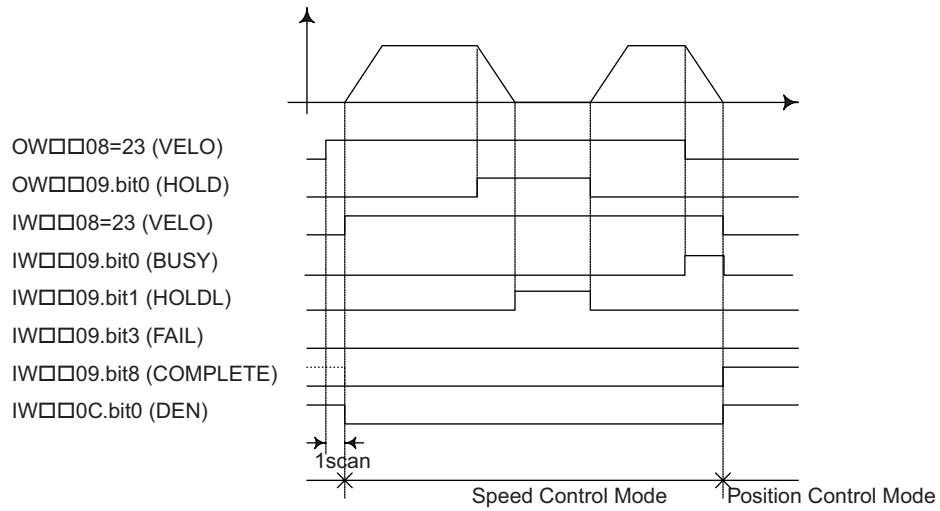 OW□□08=23 (VELO)
OW□□09.bit0 (HOLD)
IW□□08=23 (VELO)
IW□□09.bit0 (BUSY)
IW□□09.bit1 (HOLDL)
IW□□09.bit3 (FAIL)
IW□□09.bit8 (COMPLETE)
IW□□0C.bit0 (DEN)
1scan
Speed Control Mode
Position Control Mode